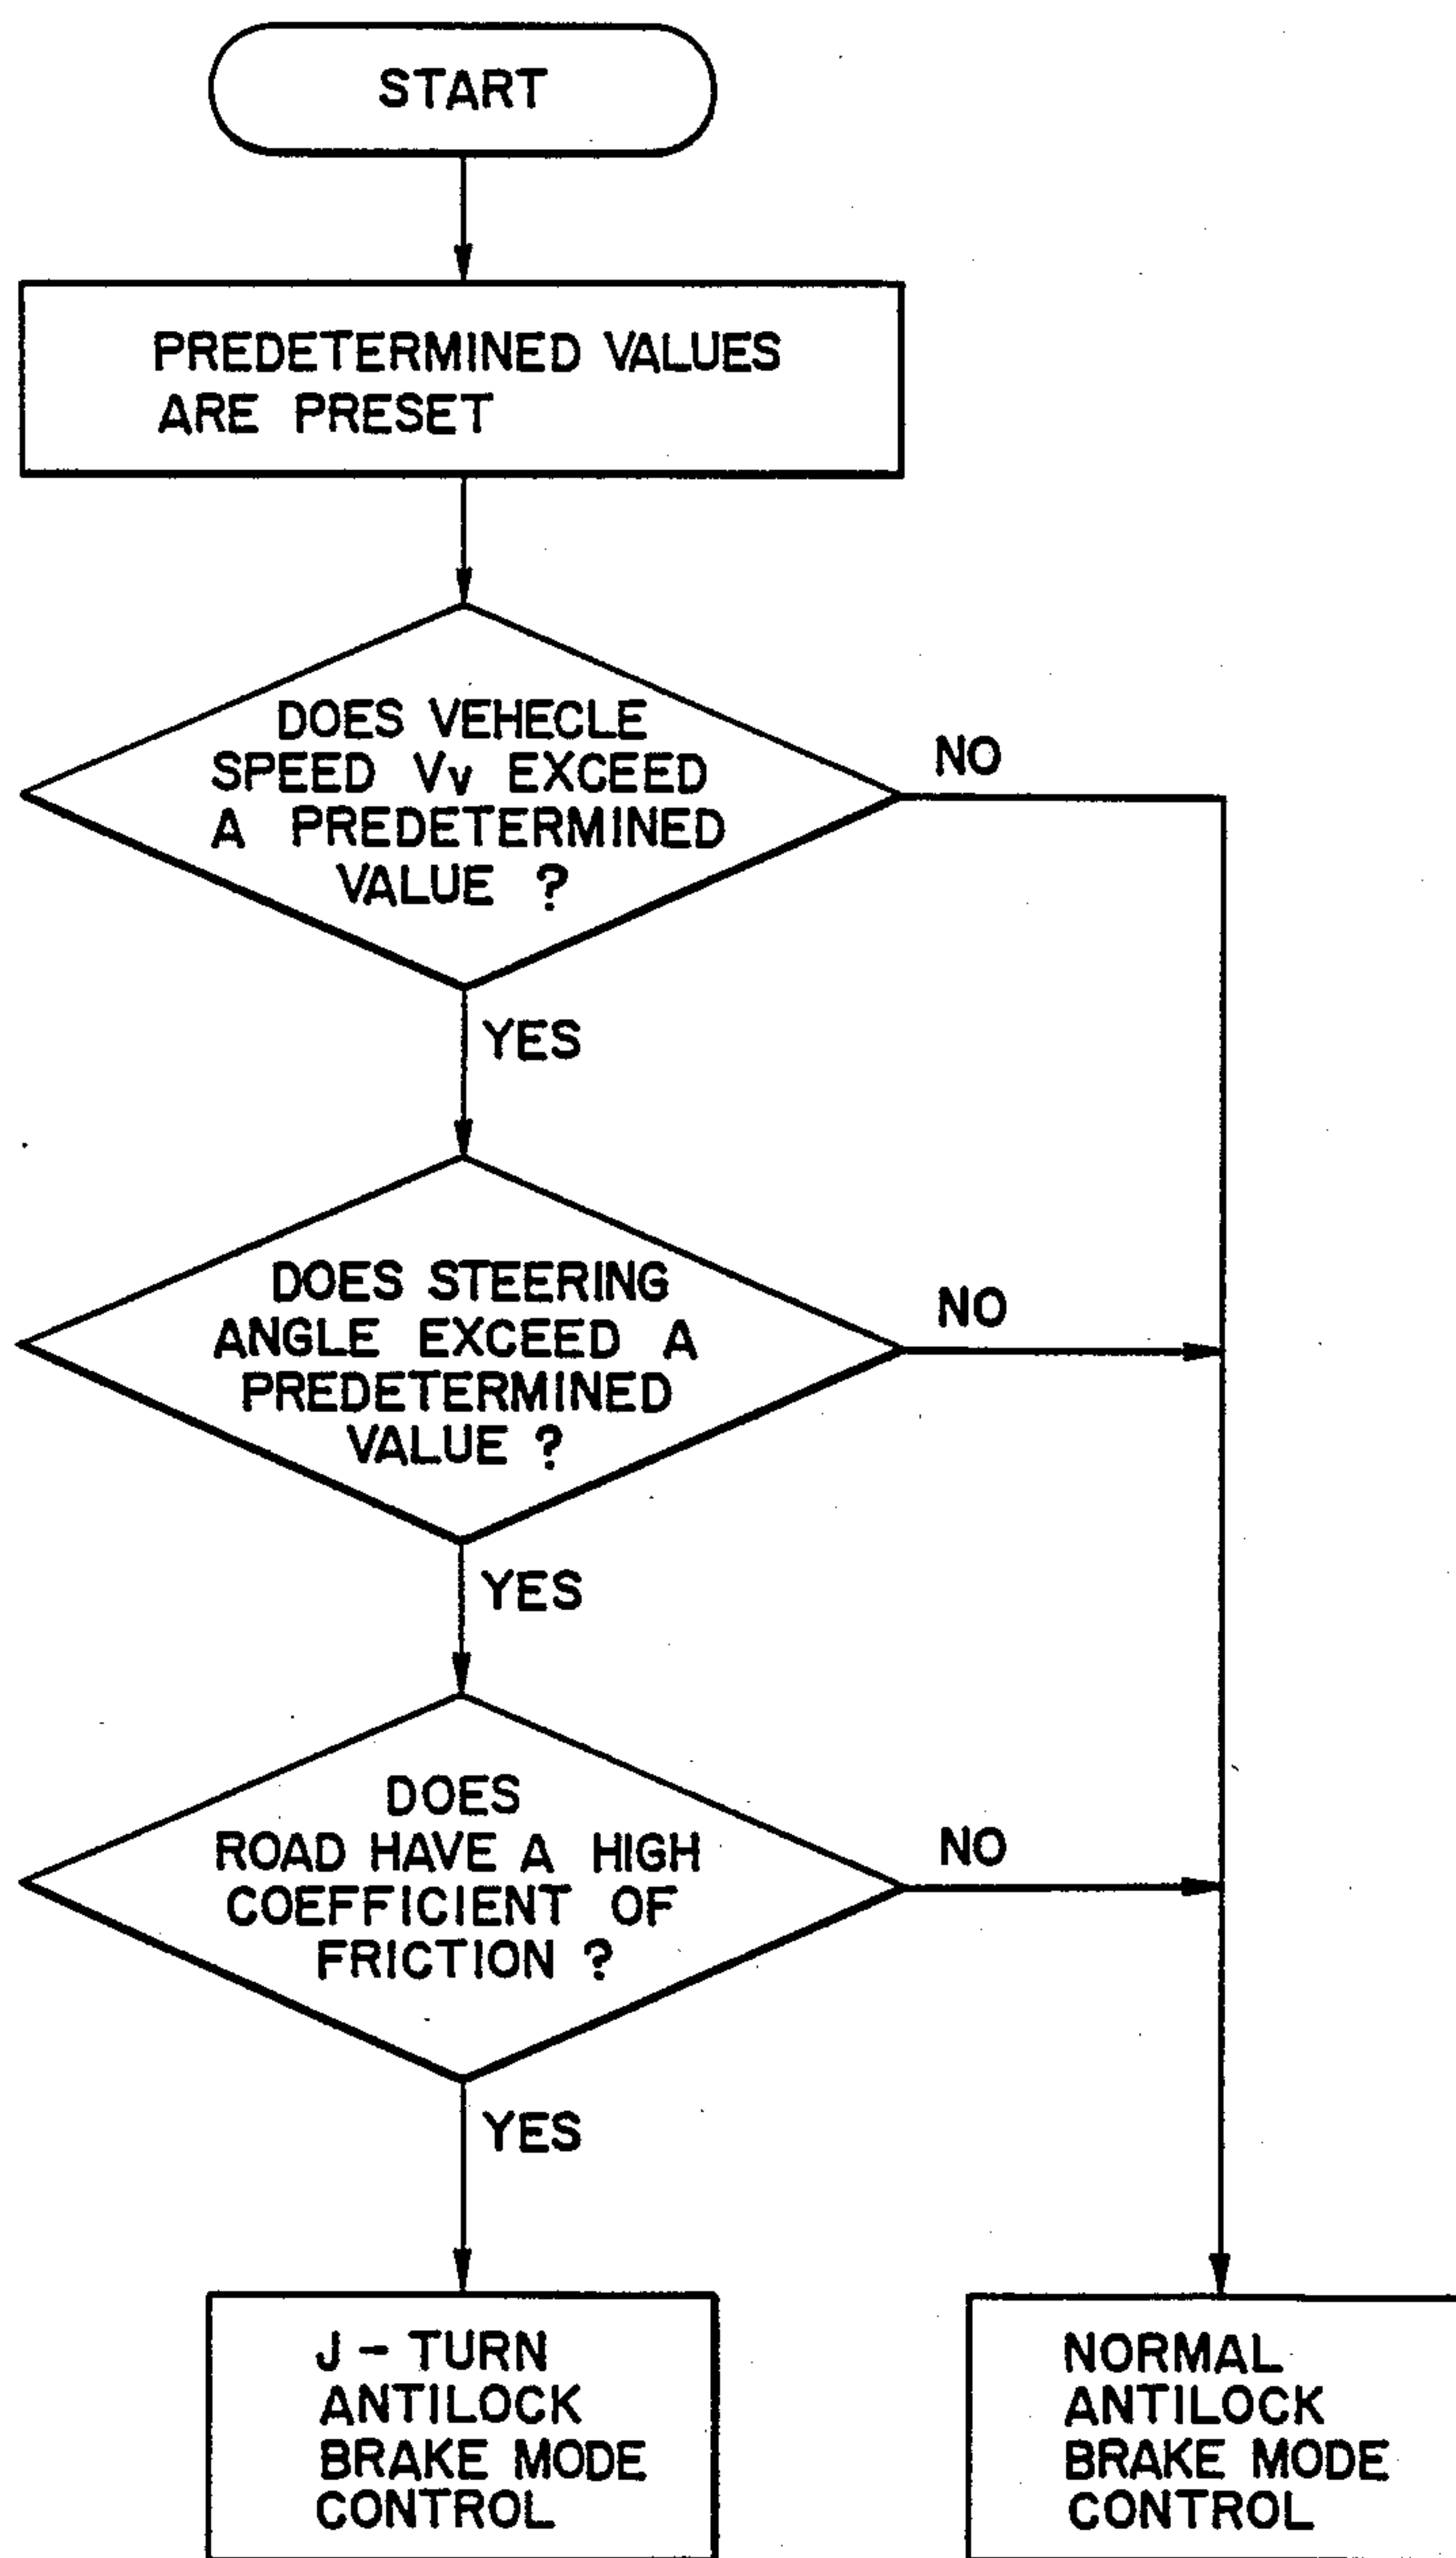 START
PREDETERMINED VALUES
ARE PRESET
DOES VEHECLE
SPEED Vv EXCEED
A PREDETERMINED
VALUE ?
NO
YES
DOES STEERING
ANGLE EXCEED A
PREDETERMINED
VALUE ?
NO
YES
DOES
ROAD HAVE A HIGH
COEFFICIENT OF
FRICTION ?
NO
YES
J - TURN
ANTILOCK
BRAKE MODE
CONTROL
NORMAL
ANTILOCK
BRAKE MODE
CONTROL